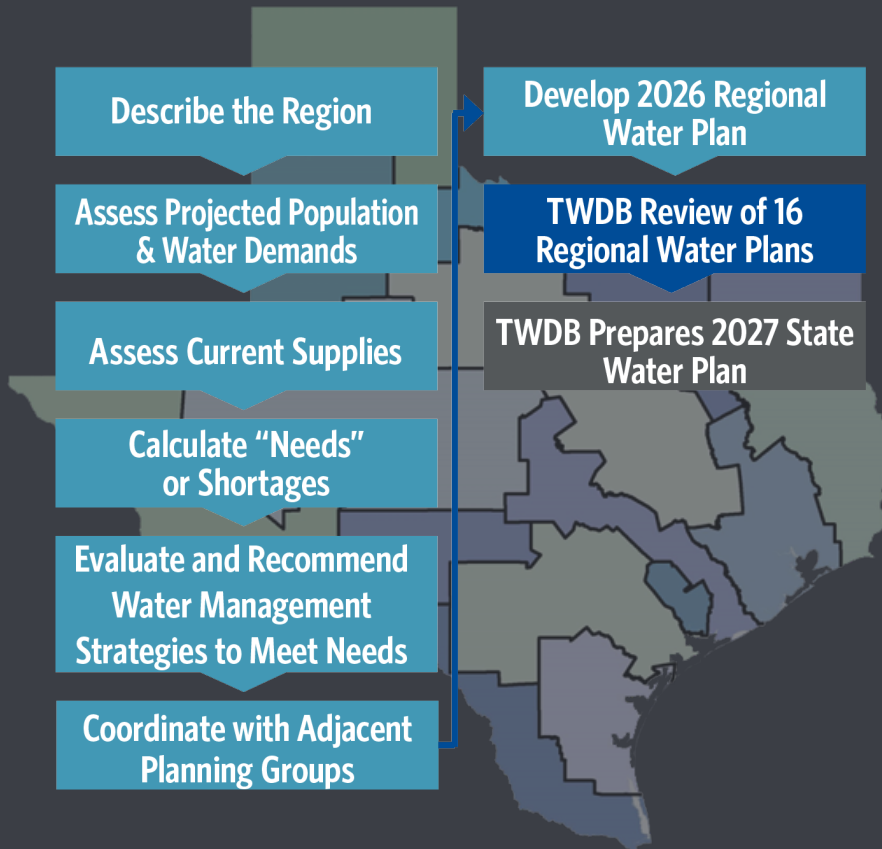 Describe the Region
Assess Projected Population
& Water Demands
Assess Current Supplies
Calculate “Needs”
or Shortages
Evaluate and Recommend
Water Management
Strategies to Meet Needs
Coordinate with Adjacent
Planning Groups
Develop 2026 Regional
Water Plan
TWDB Review of 16
Regional Water Plans
TWDB Prepares 2027 State
Water Plan